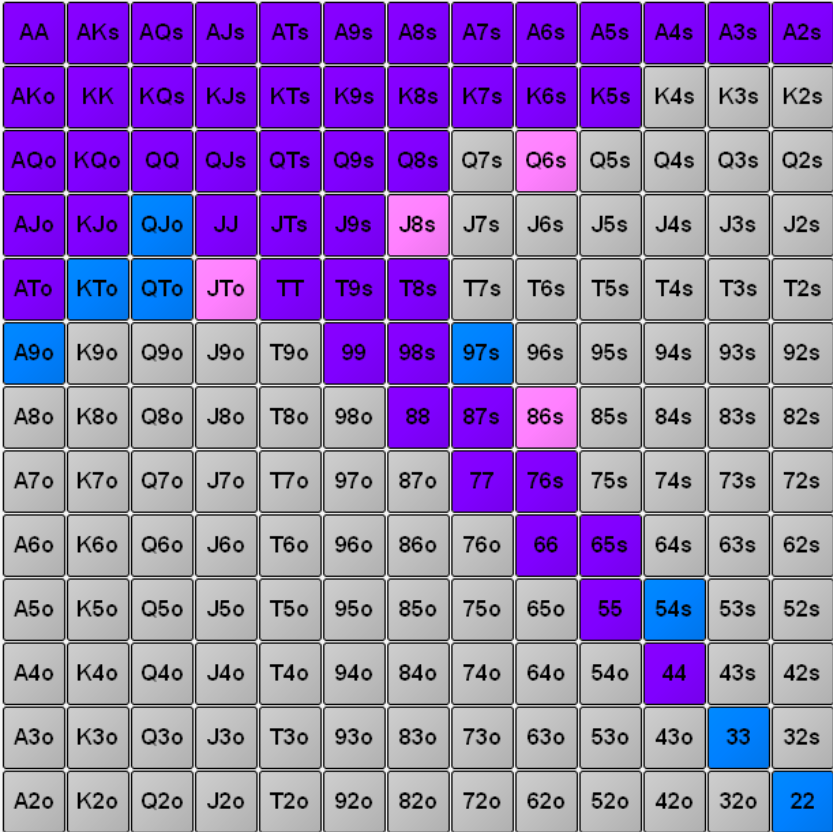 AA AKs AQs AJs ATs A9s A8s A7s A6s A5s A4s A3s A2s
AKo KK KQs KJs KTs K9s K8s K7s K6s K5s K4s K3s K2s
AQo KQo QQ QJs QTs Q9s Q8s Q7s Q6s Q5s Q4s Q3s Q2s
AJo KJo QJo JJ JTs J9s J8s J7s J6s J5s J4s J3s J2s
ATo KTo QTo JTo TT T9s T8s T7s T6s T5s T4s T3s T2s
A9o K9o Q9o J9o T9o 99 98s 97s 96s 95s 94s 93s 92s
A8o K8o Q8o J8o T8o 98o 88 87s 86s 85s 84s 83s 82s
A7o K7o Q7o J7o T7o 97o 87o 77 76s 75s 74s 73s 72s
A6o K6o Q6o J6o T6o 96o 86o 76o 66 65s 64s 63s 62s
A5o K5o Q5o J5o T5o 95o 85o 75o 65o 55 54s 53s 52s
A4o K4o Q4o J4o T4o 94o 84o 74o 64o 54o 44 43s 42s
A3o K3o Q3o J3o T3o 93o 83o 73o 63o 53o 43o 33 32s
A2o K2o Q2o J2o T2o 92o 82o 72o 62o 52o 42o 32o 22